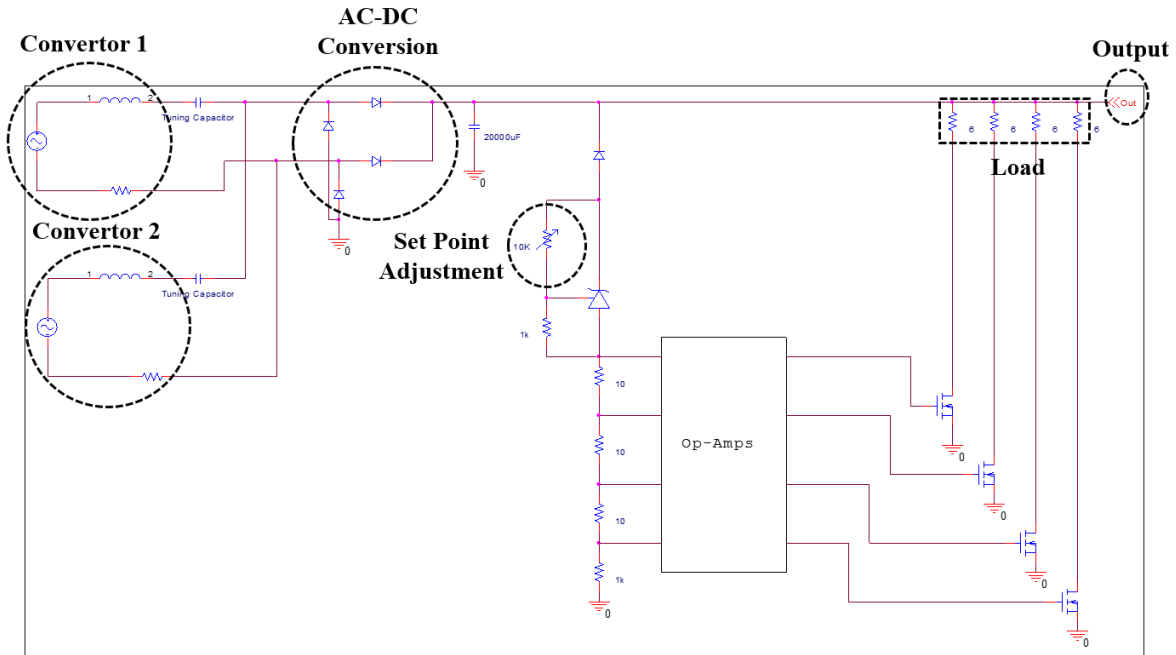 AC-DC
Conversion
Convertor 1
Output
1
2
Tuning Capacitor
20000uF
0
Out
6
6
6
6
Load
Convertor 2
0
Set Point
Adjustment
10K
1
2
Tuning Capacitor
1k
10
10
10
1k
0
Op-Amps
0
0
0
0